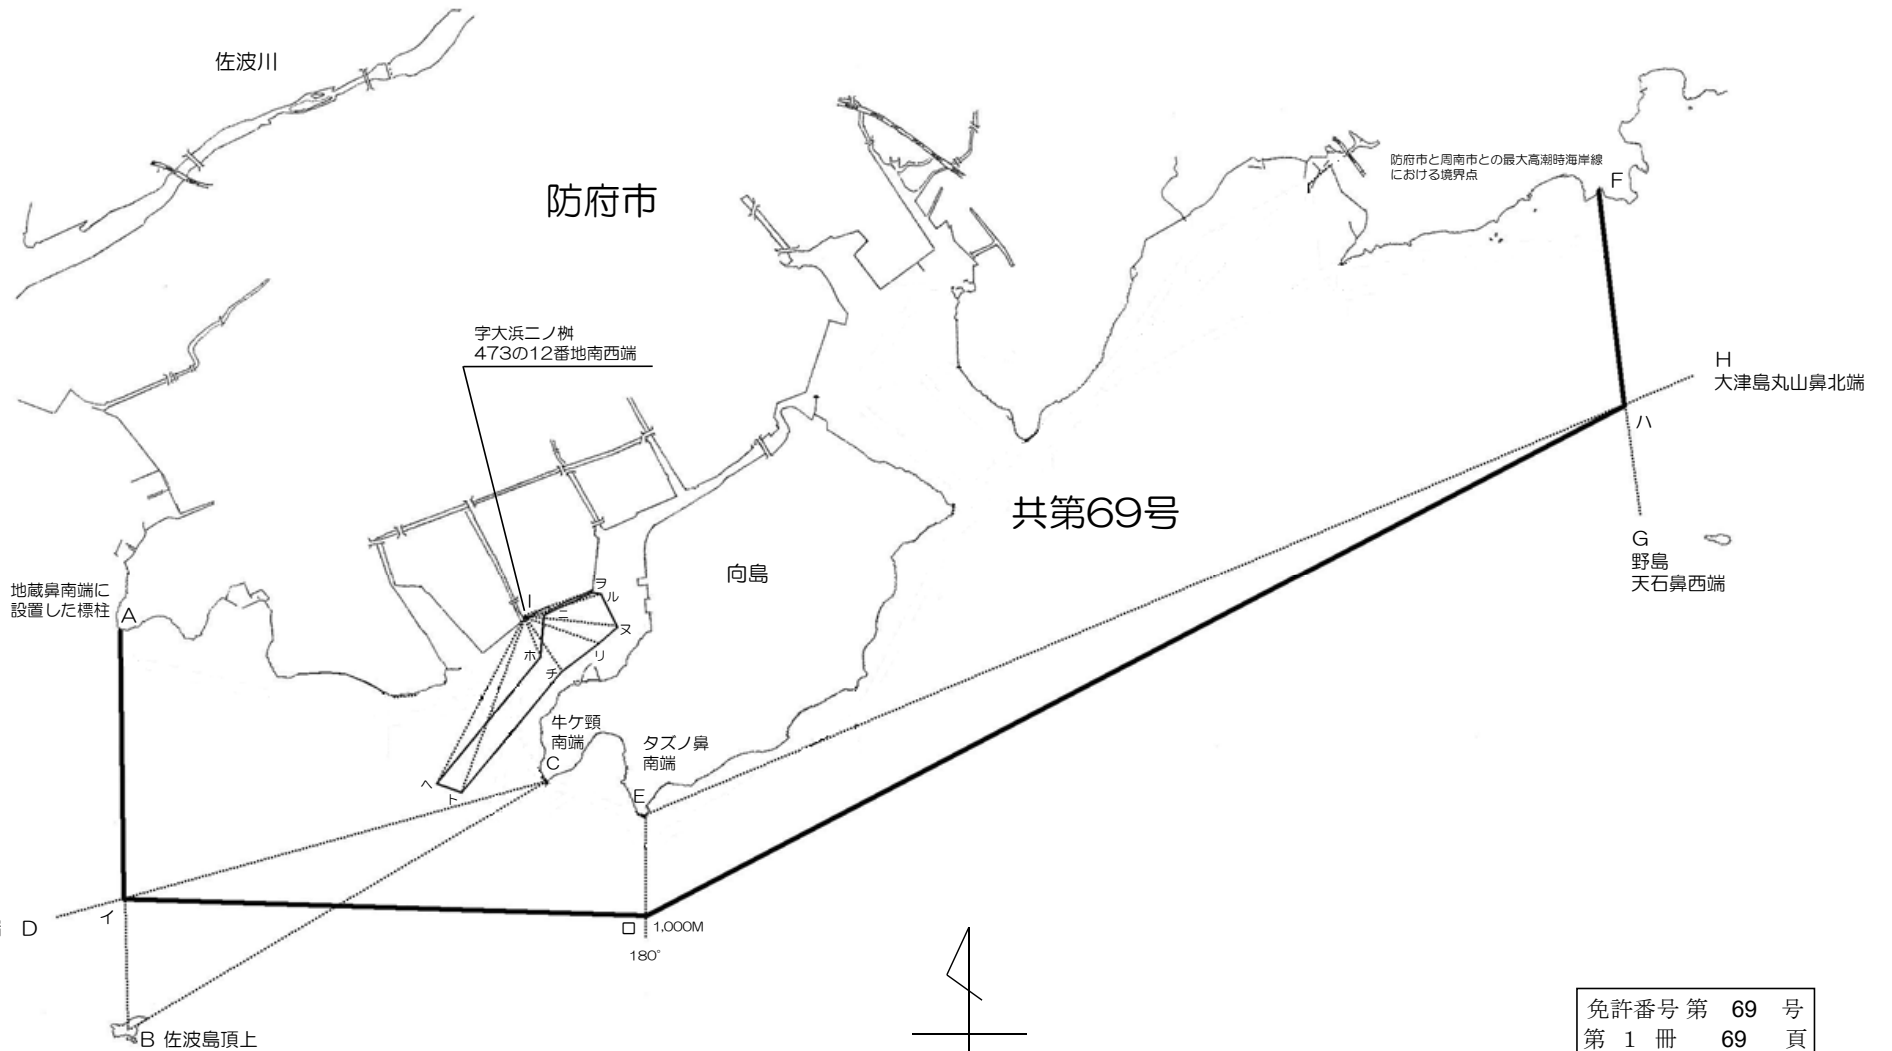 佐波川
防府市
防府市と周南市との最大高潮時海岸線
における境界点
F
字大浜二ノ桝
473の12番地南西端
H
大津島丸山鼻北端
ハ
共第69号
G
野島
天石鼻西端
向島
地蔵鼻南端に
設置した標柱
A
I
ヲ
ル
ニ
ヌ
ホ
リ
チ
牛ケ頸
南端
C
タズノ鼻
南端
E
ヘ
ト
イ
D
ロ
1,000M
180°
B 佐波島頂上
免許番号 第 69 号
第 1 冊 69 頁